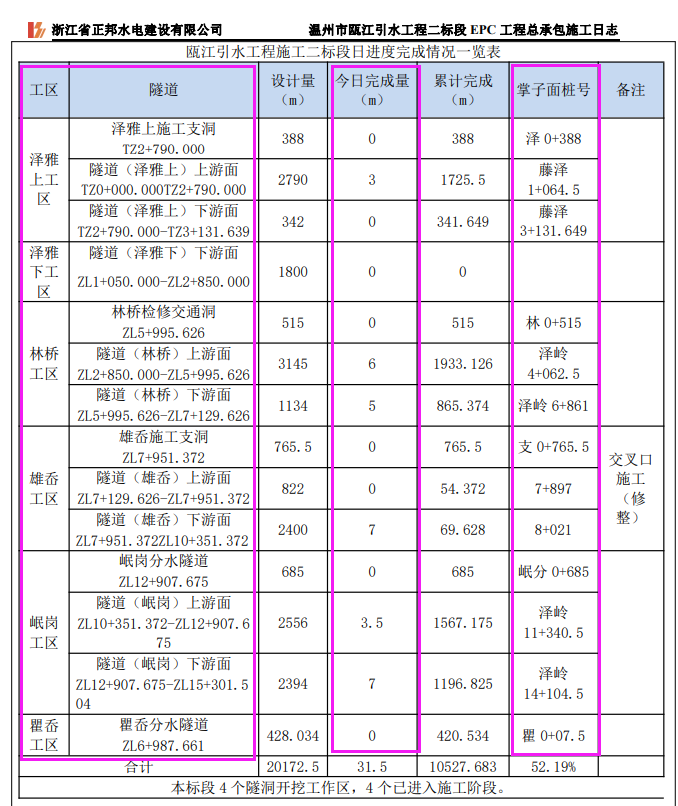 浙江省正邦水电建设有限公司 温州市瓯江引水工程二标段 EPC 工程总承包施工日志
瓯江引水工程施工二标段日进度完成情况一览表
工区 隧道 设计量（m） 今日完成量（m） 累计完成（m） 掌子面桩号 备注
泽雅上工区
泽雅上施工支洞
TZ2+790.000
388 0 388 泽 0+388
隧道（泽雅上）上游面
TZ0+000.000TZ2+790.000
2790 3 1725.5 藤泽 1+064.5
隧道（泽雅上）下游面
TZ2+790.000-TZ3+131.639
342 0 341.649 藤泽 3+131.649
泽雅下工区
隧道（泽雅下）下游面
ZL1+050.000-ZL2+850.000
1800 0 0
林桥工区
林桥检修交通洞
ZL5+995.626
515 0 515 林 0+515
隧道（林桥）上游面
ZL2+850.000-ZL5+995.626
3145 6 1933.126 泽岭 4+062.5
隧道（林桥）下游面
ZL5+995.626-ZL7+129.626
1134 5 865.374 泽岭 6+861
雄岙工区
雄岙施工支洞
ZL7+951.372
765.5 0 765.5 支 0+765.5
隧道（雄岙）上游面
ZL7+129.626-ZL7+951.372
822 0 54.372 7+897
隧道（雄岙）下游面
ZL7+951.372ZL10+351.372
2400 7 69.628 8+021
交叉口施工（修整）
岷岗工区
岷岗分水隧道
ZL12+907.675
685 0 685 岷分 0+685
隧道（岷岗）上游面
ZL10+351.372-ZL12+907.675
2556 3.5 1567.175 泽岭 11+340.5
隧道（岷岗）下游面
ZL12+907.675-ZL15+301.504
2394 7 1196.825 泽岭 14+104.5
瞿岙工区
瞿岙分水隧道
ZL6+987.661
428.034 0 420.534 瞿 0+07.5
合计 20172.5 31.5 10527.683 52.19%
本标段 4 个隧洞开挖工作区，4 个已进入施工阶段。